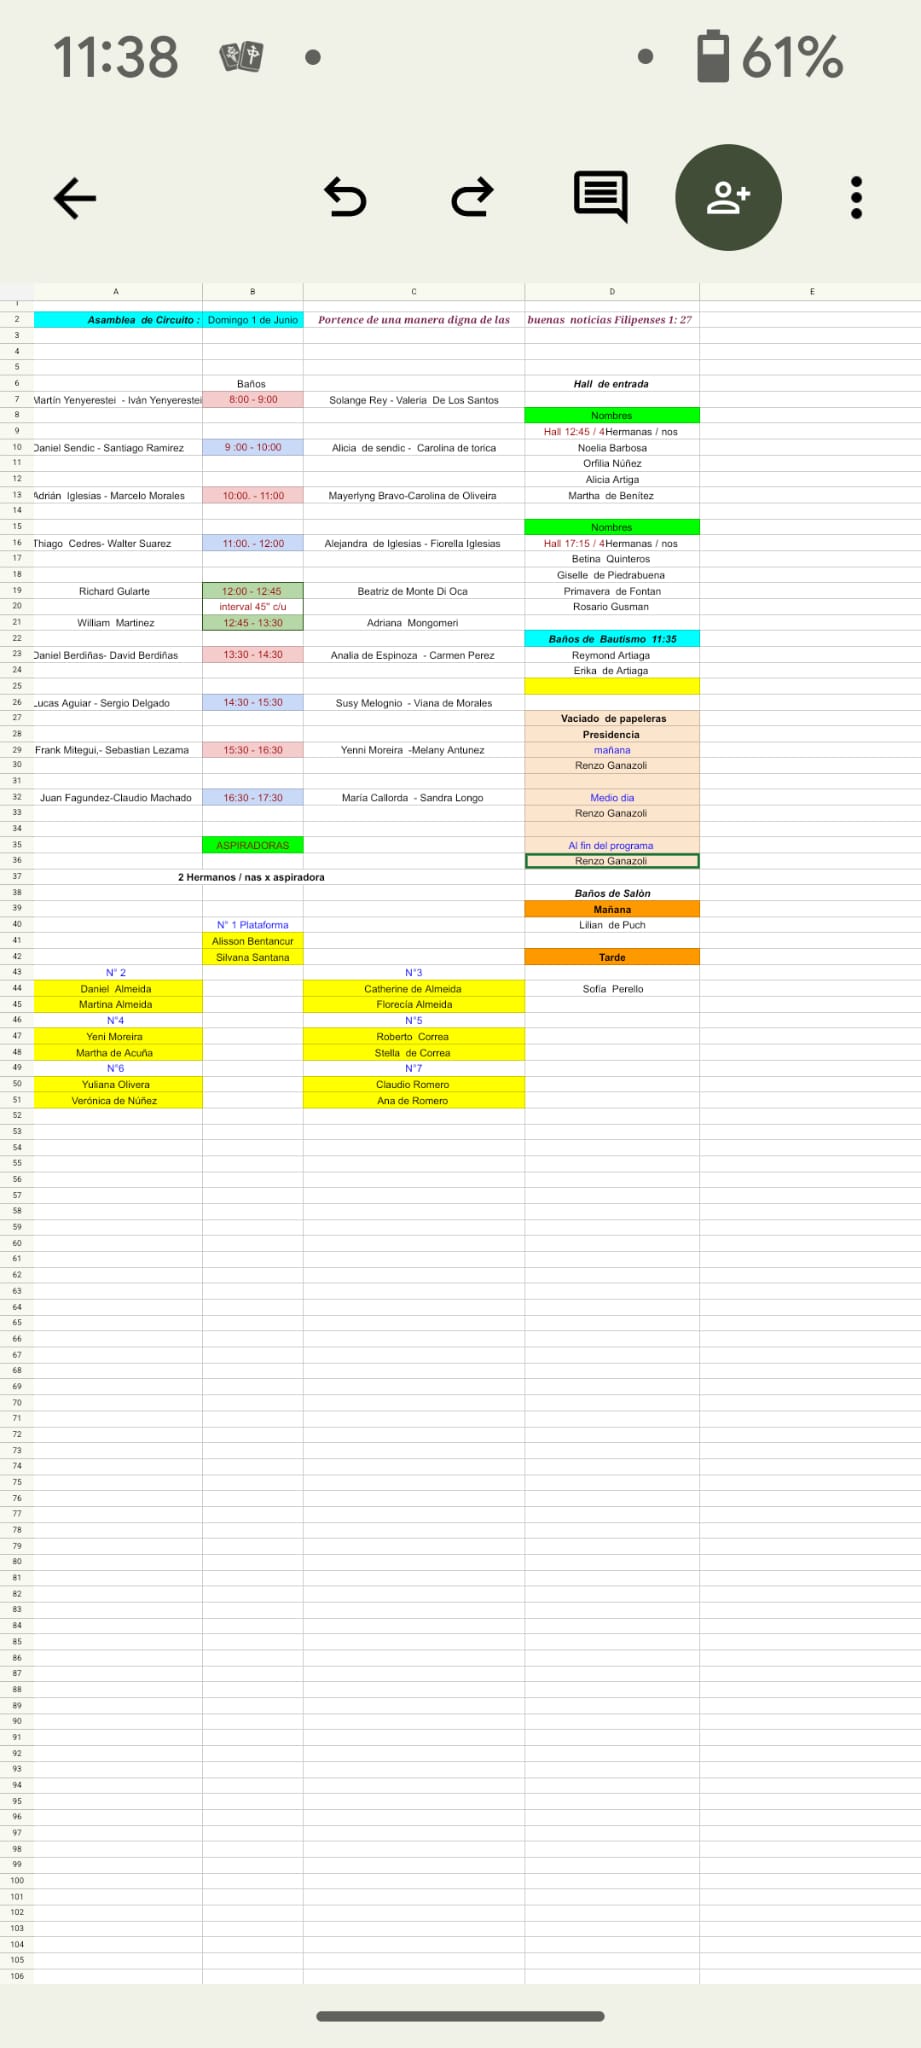 11:38 61%
A B C D E
1
2 Asamblea de Circuito : Domingo 1 de Junio Portence de una manera digna de las buenas noticias Filipenses 1: 27
3
4
5
6 Baños Hall de entrada
7 Martín Yenyerestei - Iván Yenyerestei 8:00 - 9:00 Solange Rey - Valeria De Los Santos
8 Nombres
9 Hall 12:45 / 4Hermanas / nos
10 Daniel Sendic - Santiago Ramirez 9 :00 - 10:00 Alicia de sendic - Carolina de torica Noelia Barbosa
11 Orfilia Núñez
12 Alicia Artiga
13 Adrián Iglesias - Marcelo Morales 10:00. - 11:00 Mayerlyng Bravo-Carolina de Oliveira Martha de Benítez
14
15 Nombres
16 Thiago Cedres- Walter Suarez 11:00. - 12:00 Alejandra de Iglesias - Fiorella Iglesias Hall 17:15 / 4Hermanas / nos
17 Betina Quinteros
18 Giselle de Piedrabuena
19 Richard Gularte 12:00 - 12:45 Beatriz de Monte Di Oca Primavera de Fontan
20 interval 45" c/u Rosario Gusman
21 William Martinez 12:45 - 13:30 Adriana Mongomeri
22 Baños de Bautismo 11:35
23 Daniel Berdiñas- David Berdiñas 13:30 - 14:30 Analia de Espinoza - Carmen Perez Reymond Artiaga
24 Erika de Artiaga
25
26 Lucas Aguiar - Sergio Delgado 14:30 - 15:30 Susy Melognio - Viana de Morales
27 Vaciado de papeleras
28 Presidencia
29 Frank Mitegui,- Sebastian Lezama 15:30 - 16:30 Yenni Moreira -Melany Antunez mañana
30 Renzo Ganazoli
31
32 Juan Fagundez-Claudio Machado 16:30 - 17:30 María Callorda - Sandra Longo Medio dia
33 Renzo Ganazoli
34
35 ASPIRADORAS Al fin del programa
36 Renzo Ganazoli
37 2 Hermanos / nas x aspiradora
38 Baños de Salòn
39 Mañana
40 N° 1 Plataforma Lilian de Puch
41 Alisson Bentancur
42 Silvana Santana Tarde
43 N° 2 N°3
44 Daniel Almeida Catherine de Almeida Sofía Perello
45 Martina Almeida Florecía Almeida
46 N°4 N°5
47 Yeni Moreira Roberto Correa
48 Martha de Acuña Stella de Correa
49 N°6 N°7
50 Yuliana Olivera Claudio Romero
51 Verónica de Núñez Ana de Romero
52
53
54
55
56
57
58
59
60
61
62
63
64
65
66
67
68
69
70
71
72
73
74
75
76
77
78
79
80
81
82
83
84
85
86
87
88
89
90
91
92
93
94
95
96
97
98
99
100
101
102
103
104
105
106